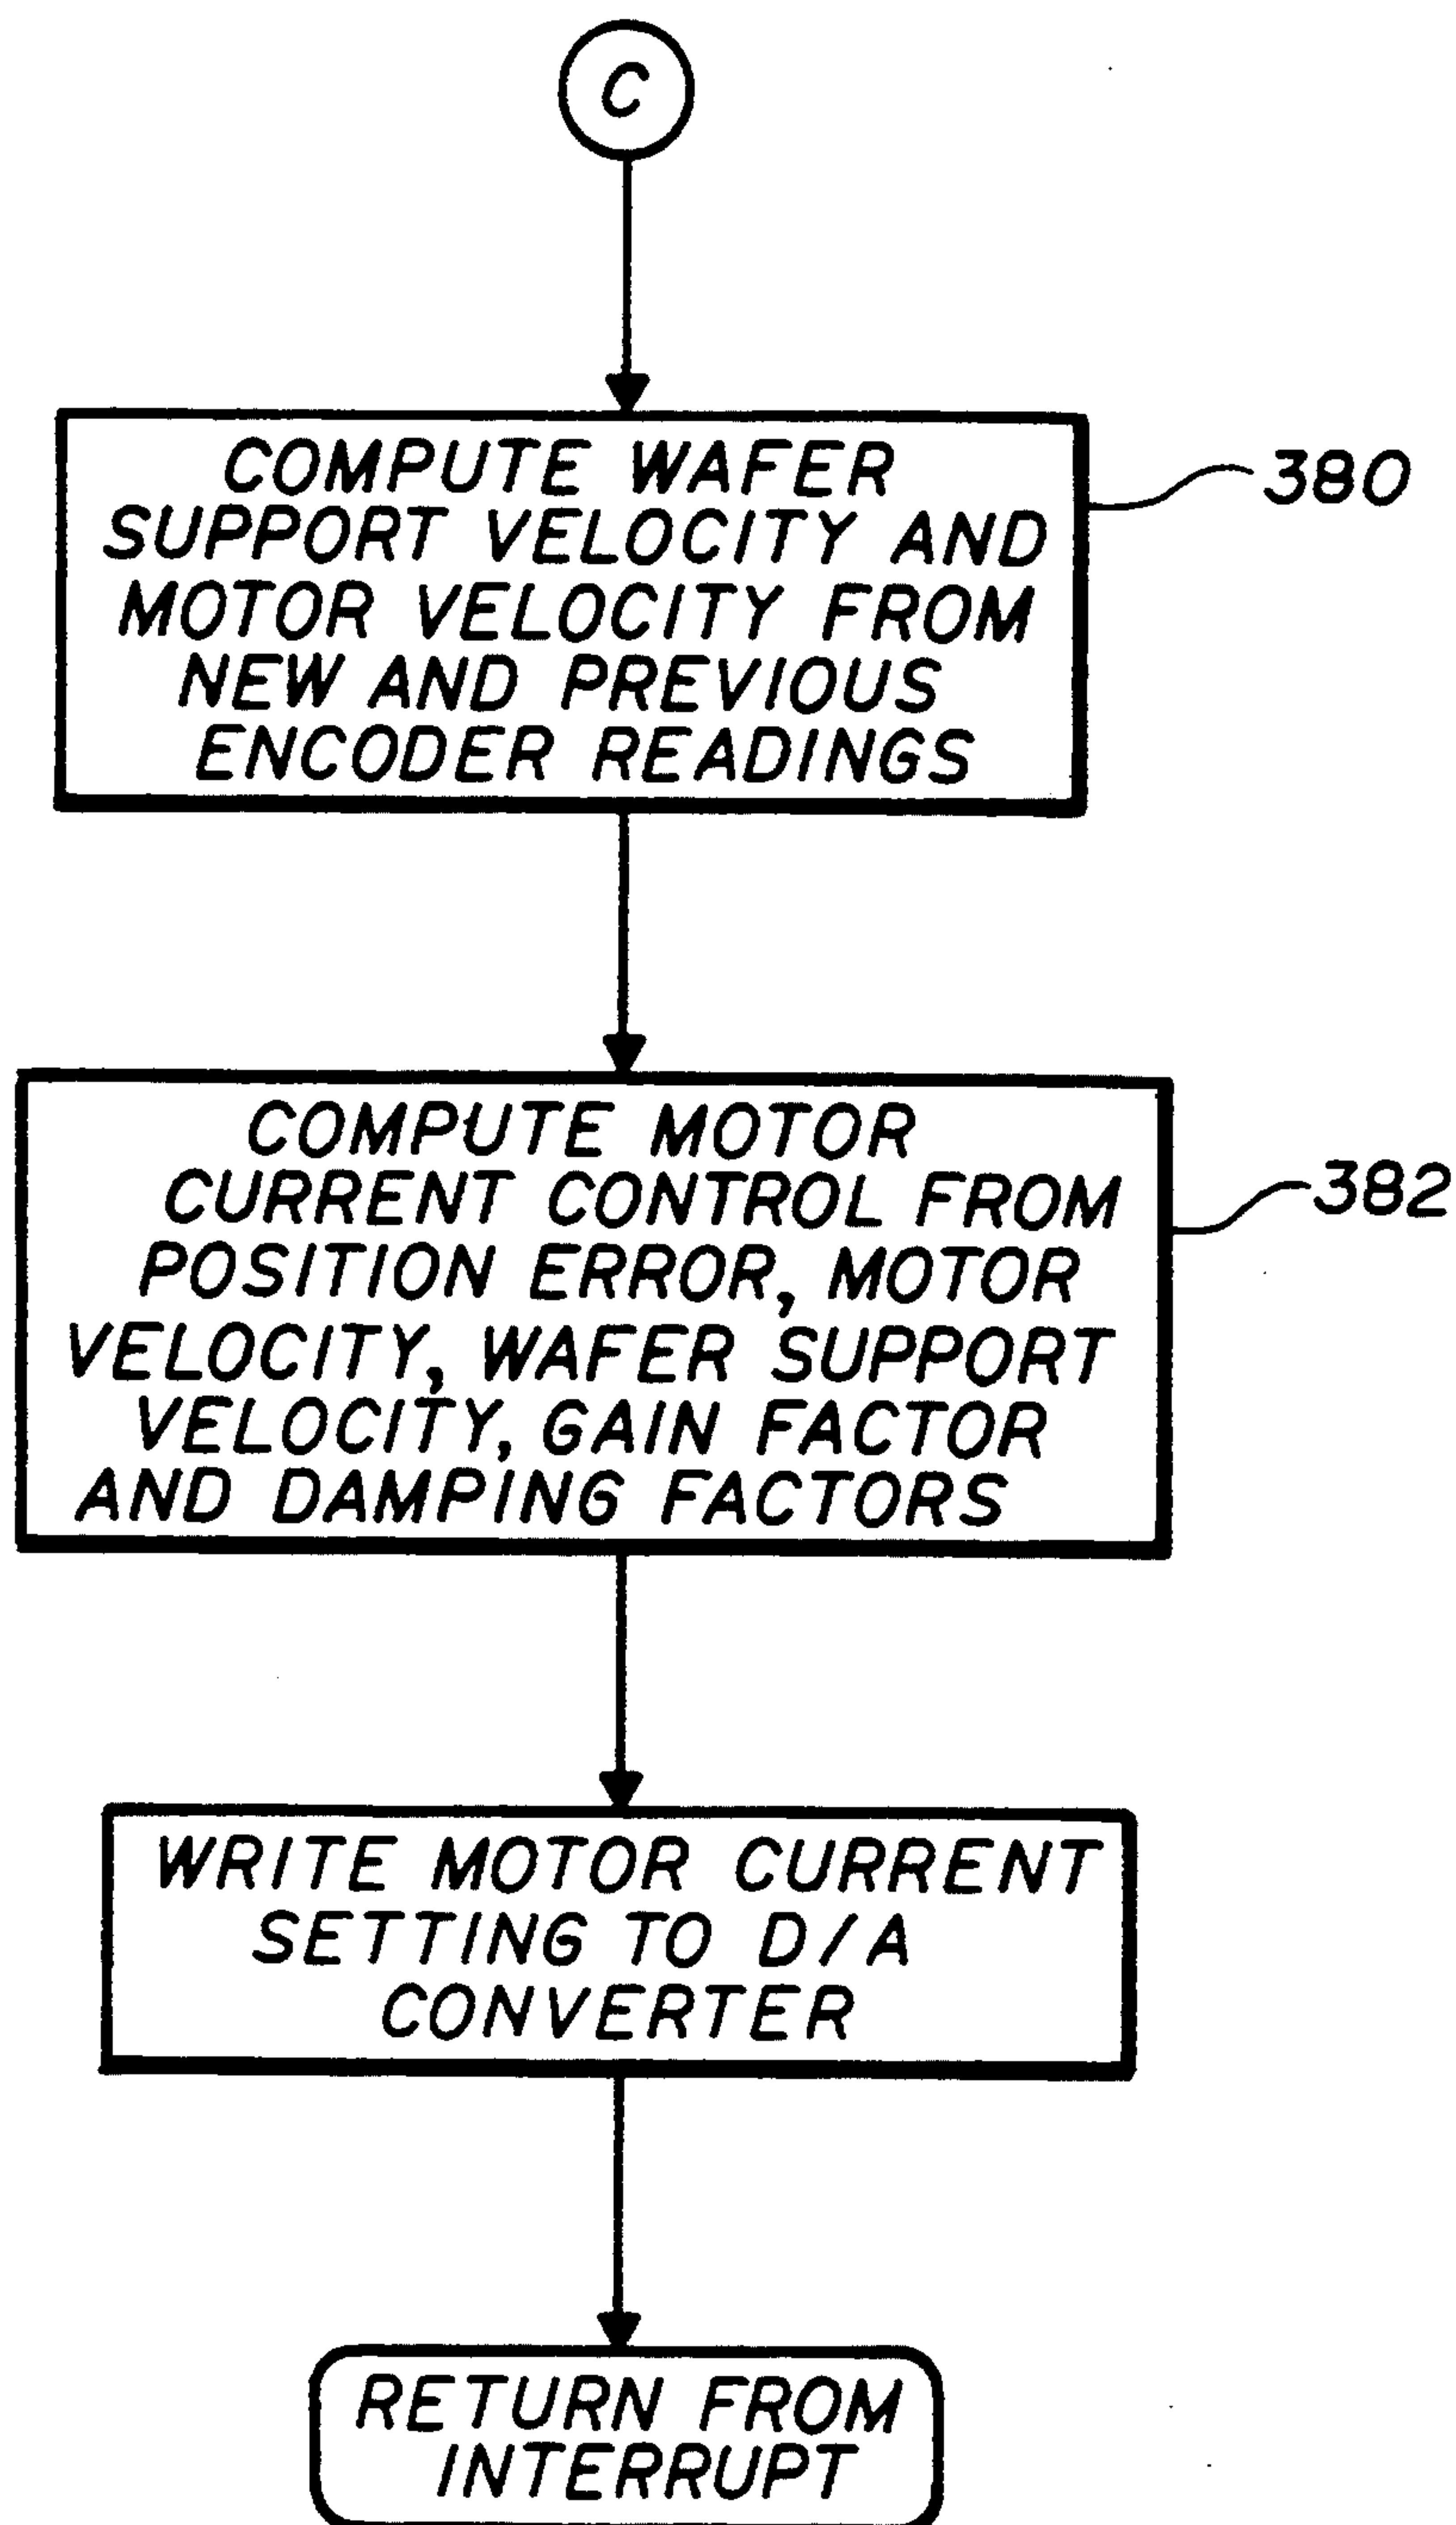 C
COMPUTE WAFER
SUPPORT VELOCITY AND
MOTOR VELOCITY FROM
NEW AND PREVIOUS
ENCODER READINGS
380
COMPUTE MOTOR
CURRENT CONTROL FROM
POSITION ERROR, MOTOR
VELOCITY, WAFER SUPPORT
VELOCITY, GAIN FACTOR
AND DAMPING FACTORS
382
WRITE MOTOR CURRENT
SETTING TO D/A
CONVERTER
RETURN FROM
INTERRUPT